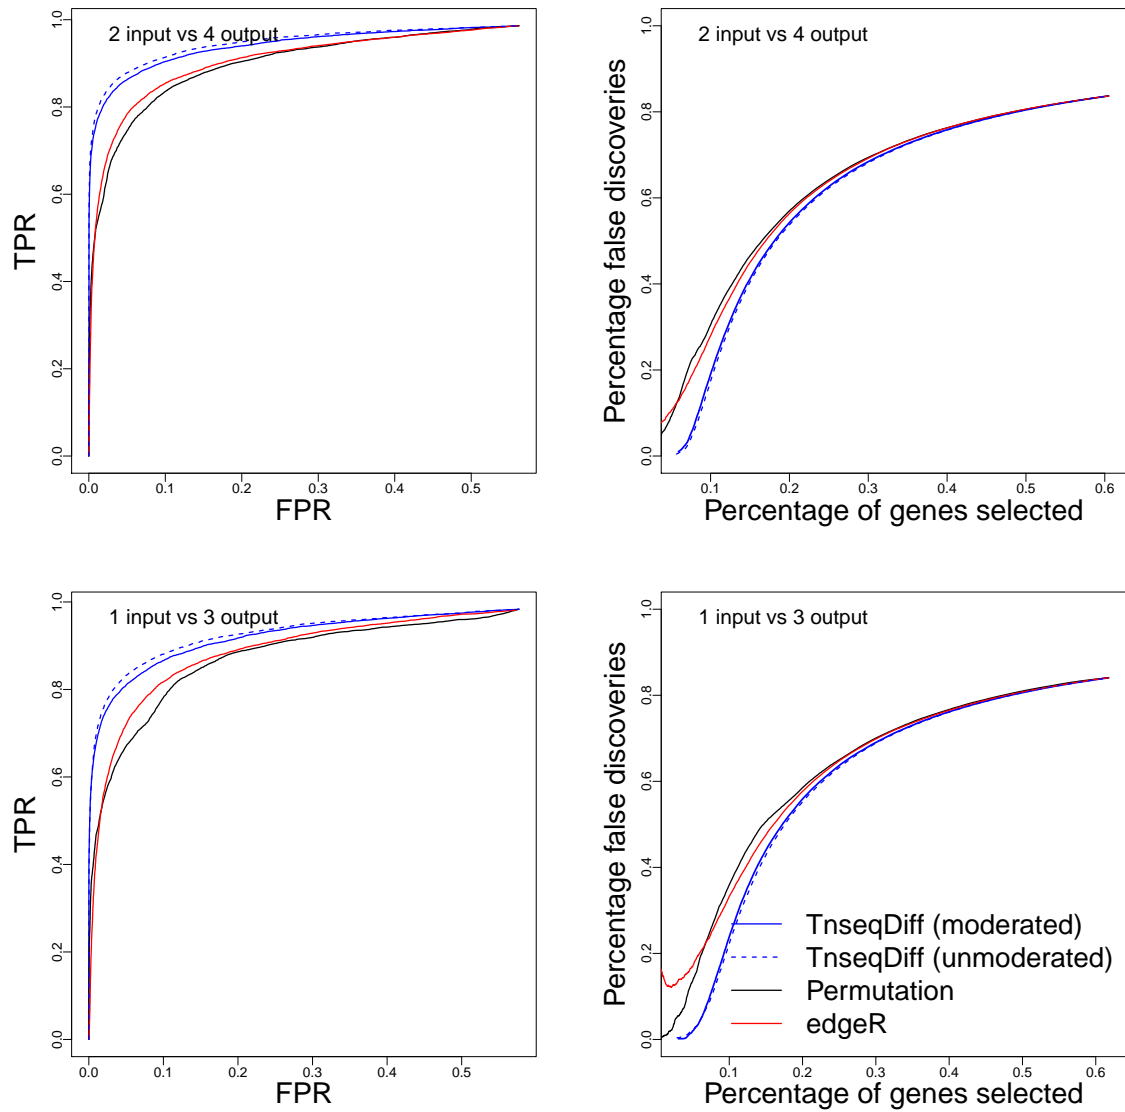 2 input vs 4 output
TPR
0.0 0.2 0.4 0.6 0.8 1.0
0.0 0.1 0.2 0.3 0.4 0.5
FPR
2 input vs 4 output
Percentage false discoveries
0.0 0.2 0.4 0.6 0.8 1.0
0.1 0.2 0.3 0.4 0.5 0.6
Percentage of genes selected
1 input vs 3 output
TPR
0.0 0.2 0.4 0.6 0.8 1.0
0.0 0.1 0.2 0.3 0.4 0.5
FPR
1 input vs 3 output
Percentage false discoveries
0.0 0.2 0.4 0.6 0.8 1.0
TnseqDiff (moderated)
TnseqDiff (unmoderated)
Permutation
edgeR
0.1 0.2 0.3 0.4 0.5 0.6
Percentage of genes selected